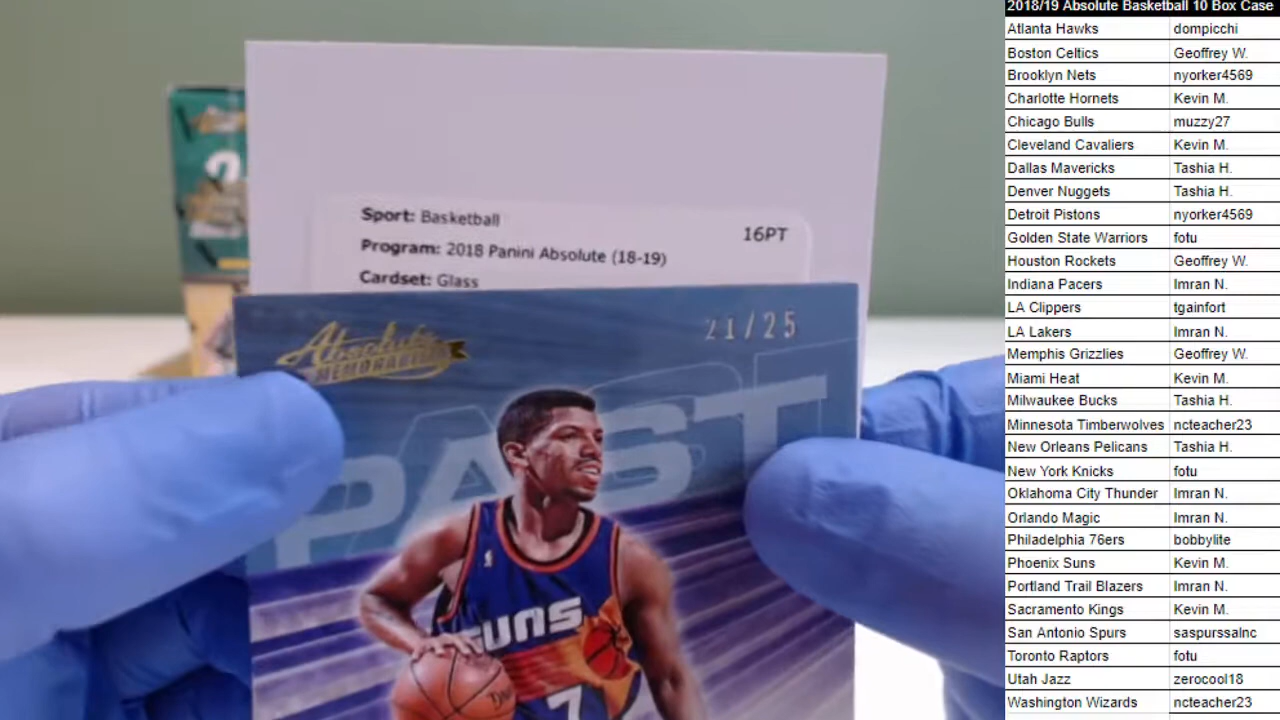 2018/19 Absolute Basketball 10 Box Case
Atlanta Hawks dompicchi
Boston Celtics Geoffrey W.
Brooklyn Nets nyorker4569
Charlotte Hornets Kevin M.
Chicago Bulls muzzy27
Cleveland Cavaliers Kevin M.
Dallas Mavericks Tashia H.
Denver Nuggets Tashia H.
Detroit Pistons nyorker4569
Golden State Warriors fotu
Houston Rockets Geoffrey W.
Indiana Pacers Imran N.
LA Clippers tgainfort
LA Lakers Imran N.
Memphis Grizzlies Geoffrey W.
Miami Heat Kevin M.
Milwaukee Bucks Tashia H.
Minnesota Timberwolves ncteacher23
New Orleans Pelicans Tashia H.
New York Knicks fotu
Oklahoma City Thunder Imran N.
Orlando Magic Imran N.
Philadelphia 76ers bobbylite
Phoenix Suns Kevin M.
Portland Trail Blazers Imran N.
Sacramento Kings Kevin M.
San Antonio Spurs saspurssalnc
Toronto Raptors fotu
Utah Jazz zerocool18
Washington Wizards ncteacher23
Sport: Basketball
16PT
Program: 2018 Panini Absolute (18-19)
Cardset: Glass
Absolute
MEMORABILIA
21/25
PAST
SUNS
7